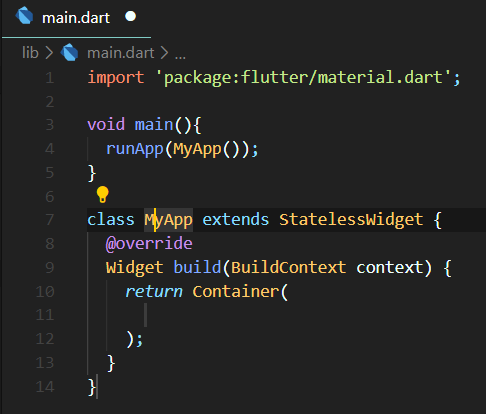 main.dart
lib > main.dart > ...
1 import 'package:flutter/material.dart';
2
3 void main(){
4 runApp(MyApp());
5 }
6
7 class MyApp extends StatelessWidget {
8 @override
9 Widget build(BuildContext context) {
10 return Container(
11
12 );
13 }
14 }